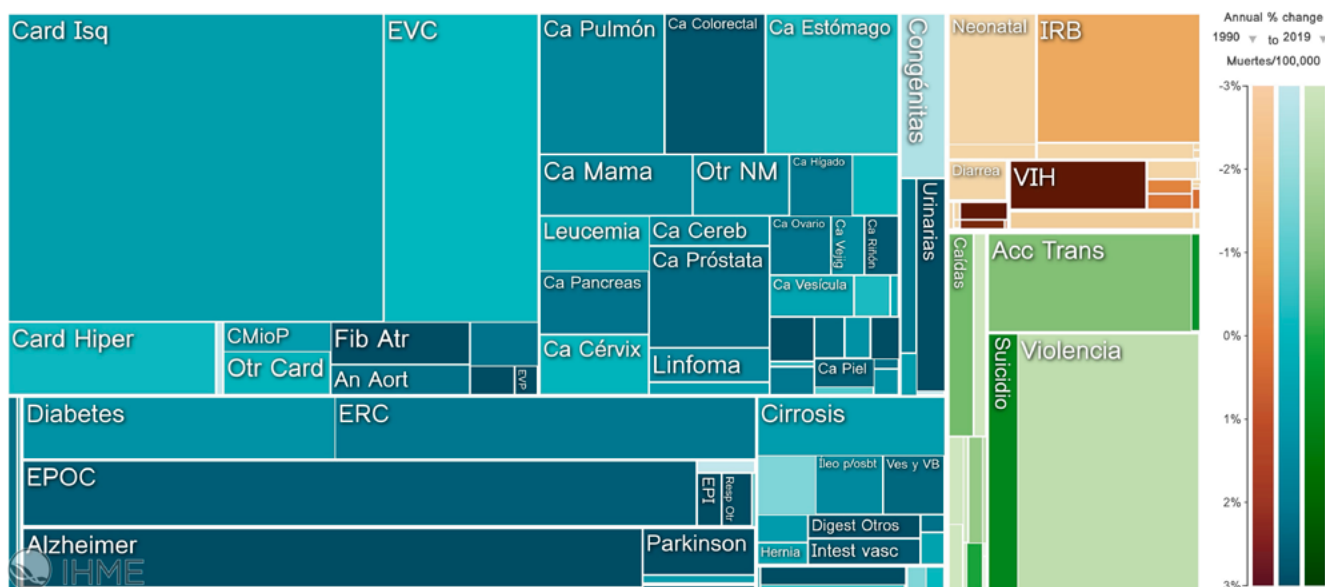 Card Isq
EVC
Ca Pulmón
Ca Colorectal
Ca Estómago
Congénitas
Ca Mama
Otr NM
Ca Hígado
Urinarias
Leucemia
Ca Cereb
Ca Ovario
Ca Vejig
Ca Riñón
Ca Próstata
Ca Pancreas
Ca Vesícula
Ca Cérvix
Linfoma
Ca Piel
Card Hiper
CMioP
Fib Atr
Otr Card
An Aort
EVP
Diabetes
ERC
Cirrosis
EPOC
EPI
Resp Otr
Íleo p/osbt
Ves y VB
Digest Otros
Hernia
Intest vasc
Alzheimer
Parkinson
IHME
Neonatal
IRB
Diarrea
VIH
Caídas
Acc Trans
Suicidio
Violencia
Annual % change
1990 to 2019
Muertes/100,000
-3%
-2%
-1%
0%
1%
2%
3%